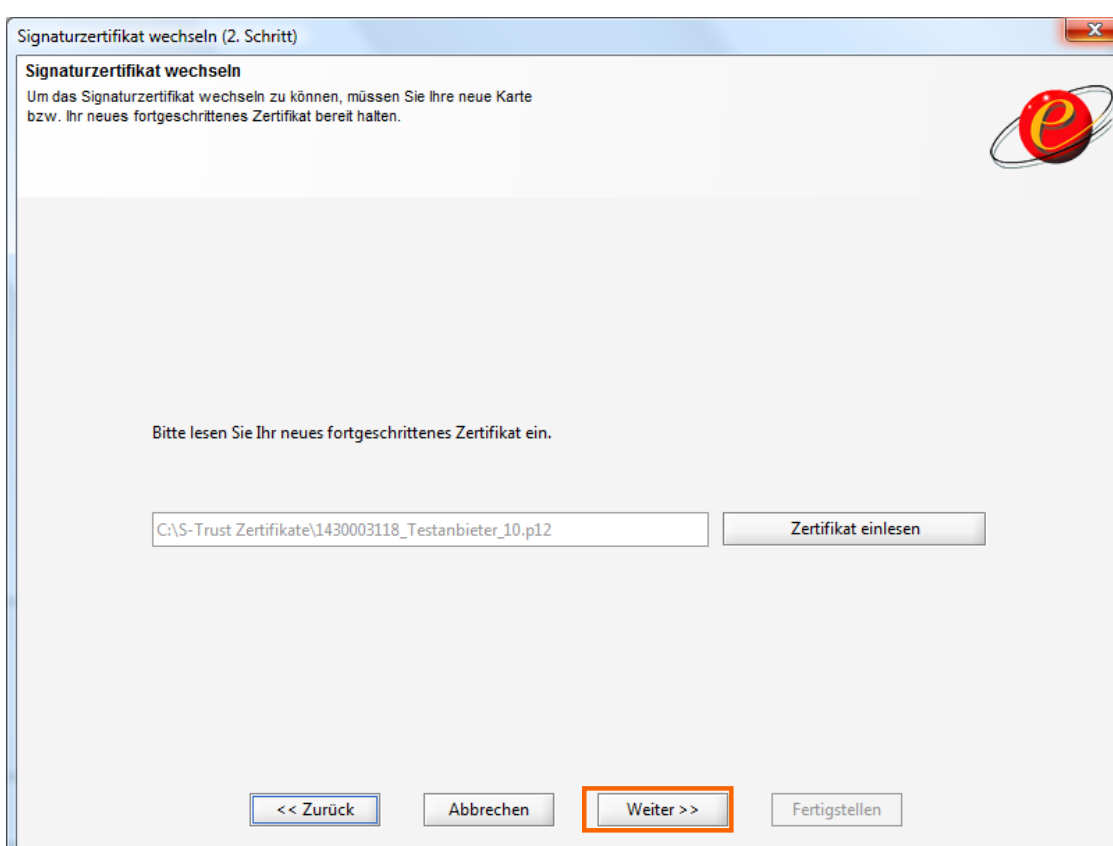 Signaturzertifikat wechseln (2. Schritt)
Signaturzertifikat wechseln
Um das Signaturzertifikat wechseln zu können, müssen Sie Ihre neue Karte
bzw. Ihr neues fortgeschrittenes Zertifikat bereit halten.
e
Bitte lesen Sie Ihr neues fortgeschrittenes Zertifikat ein.
C:\S-Trust Zertifikate\1430003118_Testanbieter_10.p12
Zertifikat einlesen
<< Zurück
Abbrechen
Weiter >>
Fertigstellen